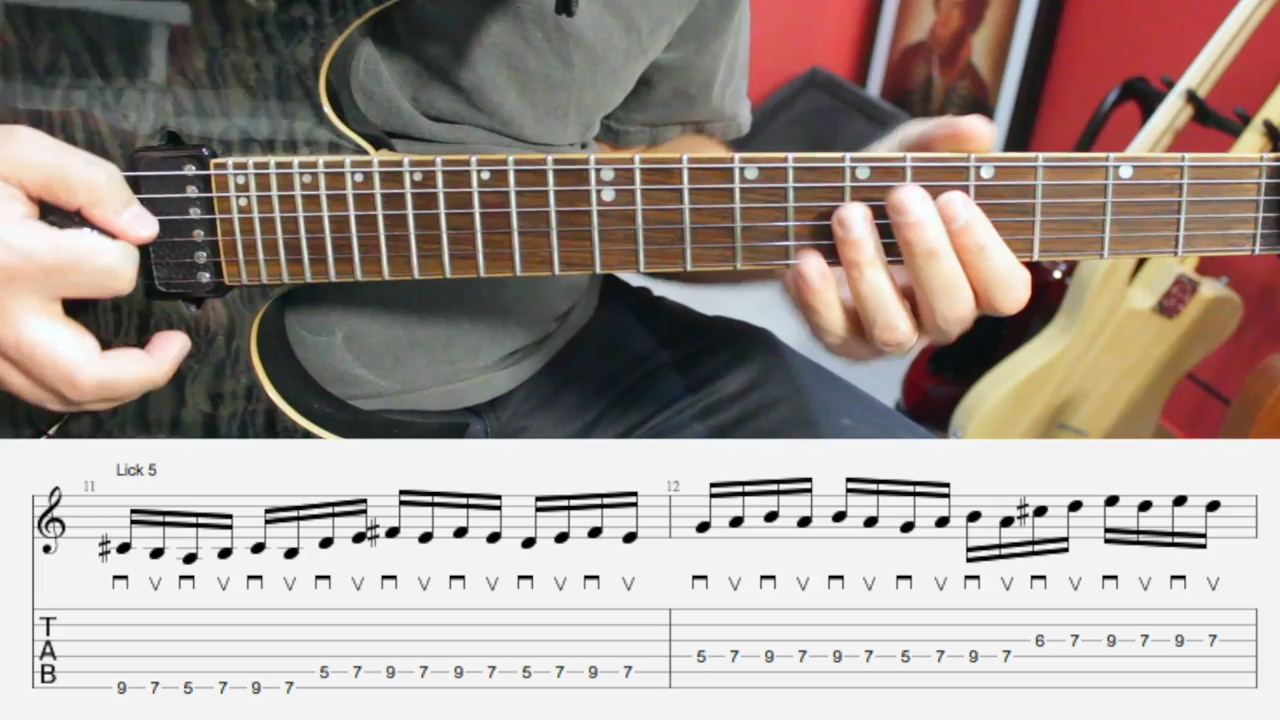 Lick 5
11 12
T
A
B
6 7 9 7 9 7
5 7 9 7 9 7 5 7 9 7
5 7 9 7 9 7 5 7 9 7
9 7 5 7 9 7